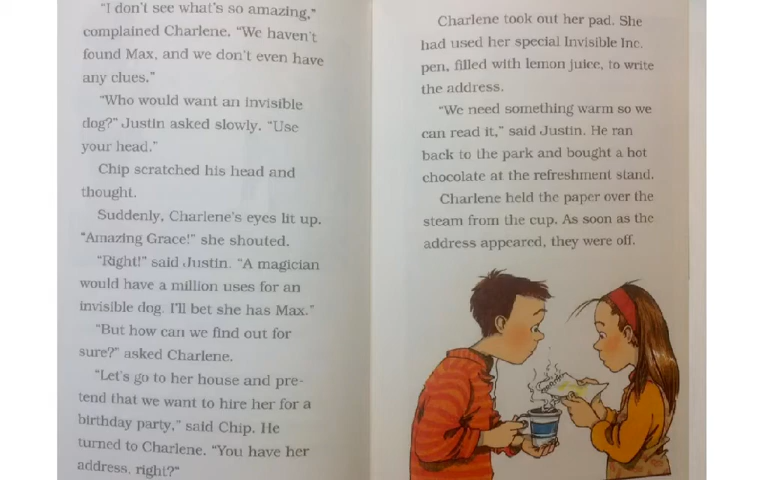 "I don't see what's so amazing,"
complained Charlene. "We haven't
found Max, and we don't even have
any clues."
"Who would want an invisible
dog?" Justin asked slowly. "Use
your head."
Chip scratched his head and
thought.
Suddenly, Charlene's eyes lit up.
"Amazing Grace!" she shouted.
"Right!" said Justin. "A magician
would have a million uses for an
invisible dog. I'll bet she has Max."
"But how can we find out for
sure?" asked Charlene.
"Let's go to her house and pre-
tend that we want to hire her for a
birthday party," said Chip. He
turned to Charlene. "You have her
address, right?"
Charlene took out her pad. She
had used her special Invisible Inc.
pen, filled with lemon juice, to write
the address.
"We need something warm so we
can read it," said Justin. He ran
back to the park and bought a hot
chocolate at the refreshment stand.
Charlene held the paper over the
steam from the cup. As soon as the
address appeared, they were off.